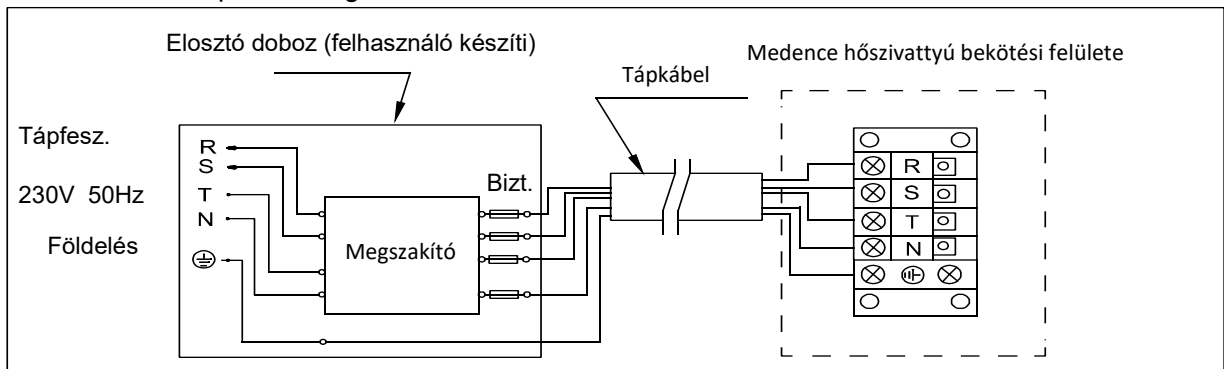 Elosztó doboz (felhasználó készíti)
Tápkábel
Medence hőszivattyú bekötési felülete
Tápfesz.
230V 50Hz
Földelés
R
S
T
N
Megszakító
Bizt.
R
S
T
N